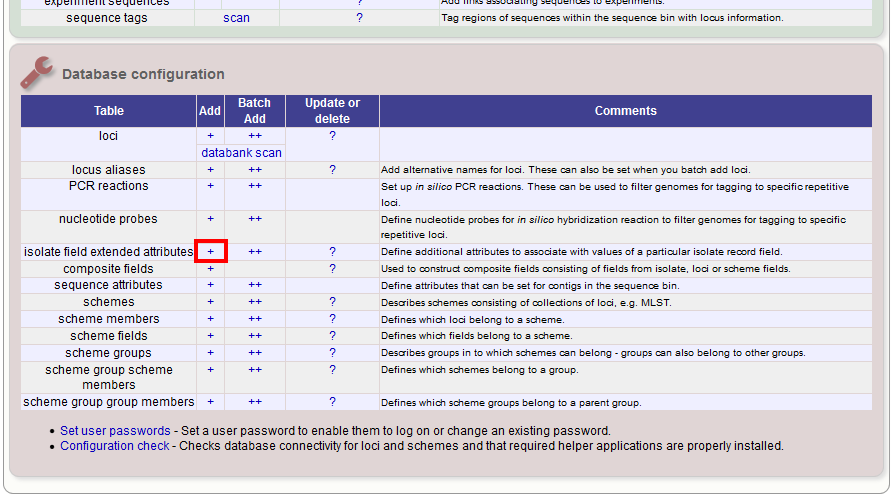 experiment sequences ? Add links associating sequences to experiments.
sequence tags scan ? Tag regions of sequences within the sequence bin with locus information.
Database configuration
Table Add Batch Add Update or delete Comments
loci + ++ ?
databank scan
locus aliases + ++ ? Add alternative names for loci. These can also be set when you batch add loci.
PCR reactions + ++ Set up in silico PCR reactions. These can be used to filter genomes for tagging to specific repetitive
loci.
nucleotide probes + ++ Define nucleotide probes for in silico hybridization reaction to filter genomes for tagging to specific
repetitive loci.
isolate field extended attributes + ++ ? Define additional attributes to associate with values of a particular isolate record field.
composite fields + ? Used to construct composite fields consisting of fields from isolate, loci or scheme fields.
sequence attributes + ++ Define attributes that can be set for contigs in the sequence bin.
schemes + ++ ? Describes schemes consisting of collections of loci, e.g. MLST.
scheme members + ++ ? Defines which loci belong to a scheme.
scheme fields + ++ ? Defines which fields belong to a scheme.
scheme groups + ++ ? Describes groups in to which schemes can belong - groups can also belong to other groups.
scheme group scheme + ++ ? Defines which schemes belong to a group.
members
scheme group group members + ++ ? Defines which scheme groups belong to a parent group.
• Set user passwords - Set a user password to enable them to log on or change an existing password.
• Configuration check - Checks database connectivity for loci and schemes and that required helper applications are properly installed.